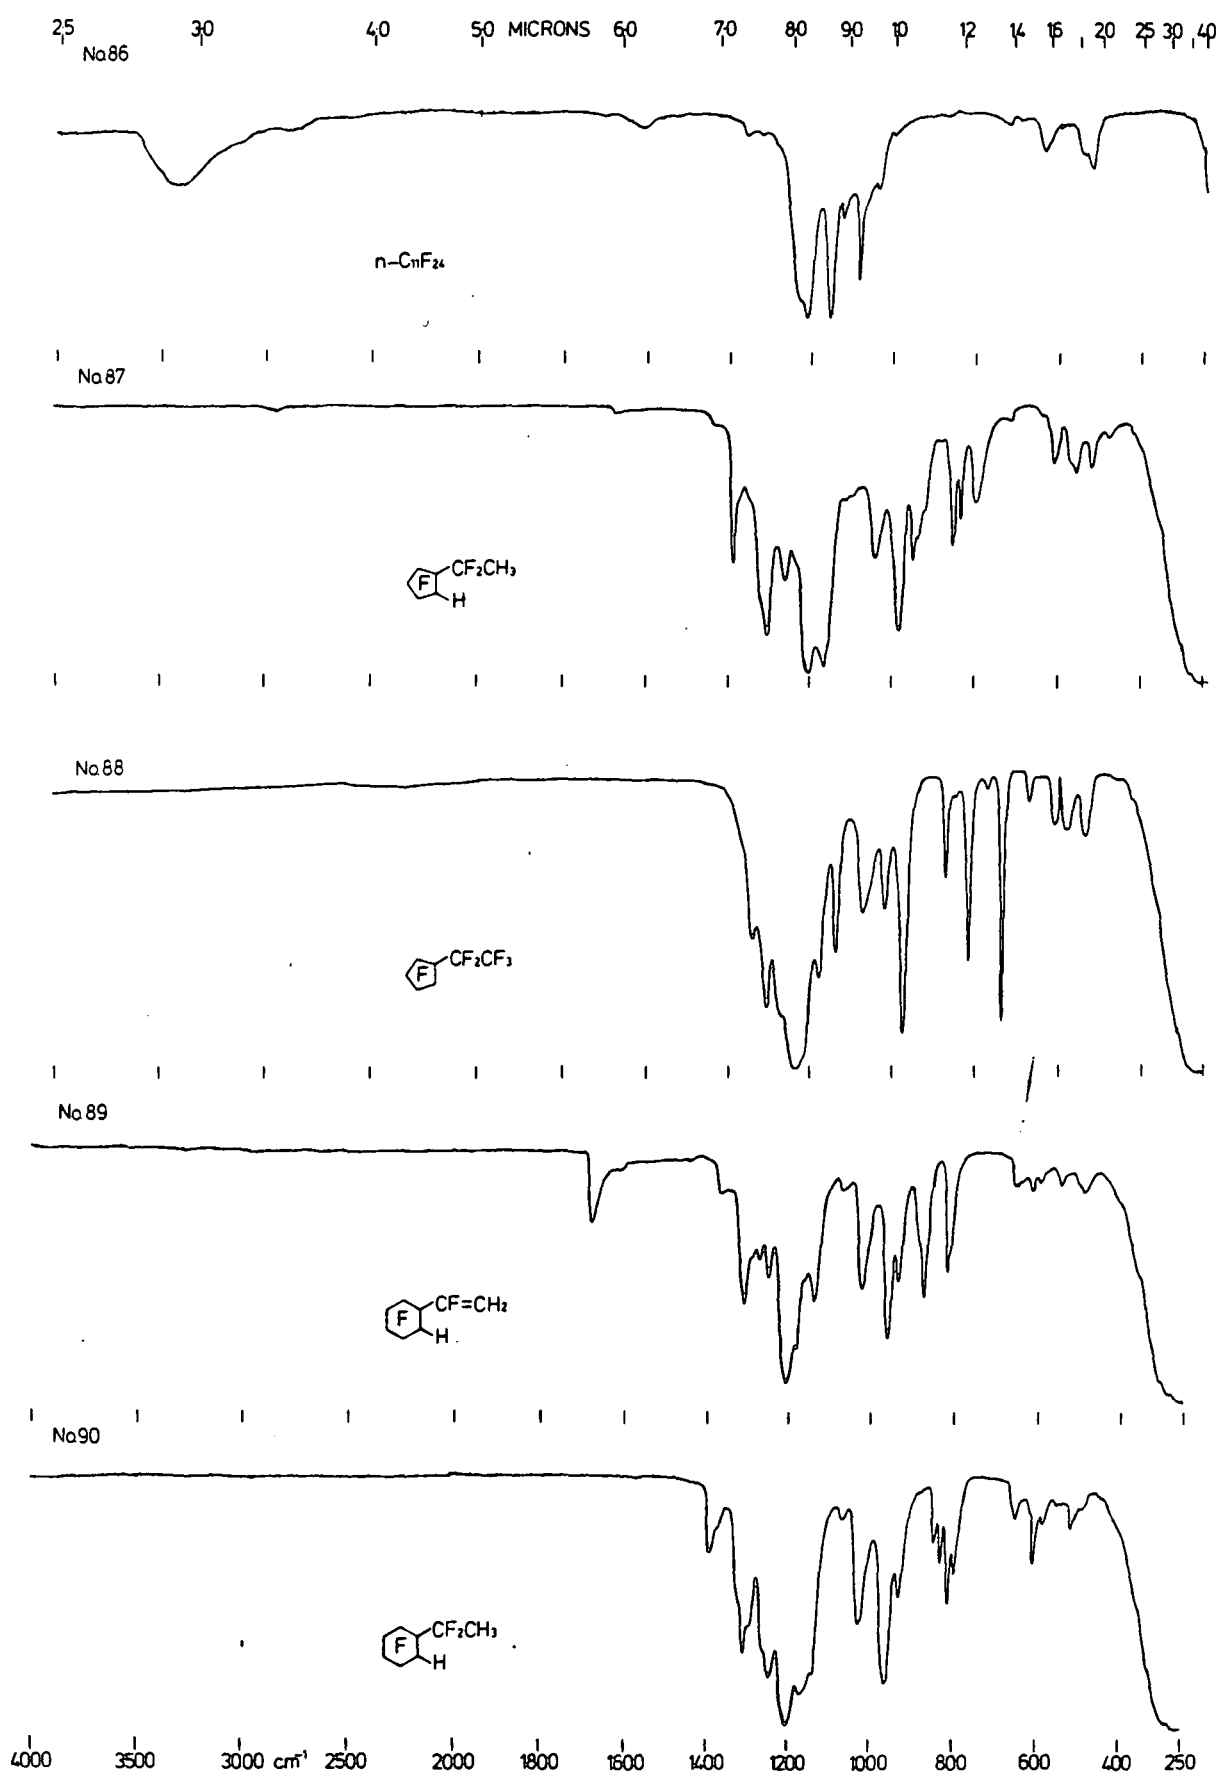 2.5 3.0 4.0 5.0 MICRONS 6.0 7.0 8.0 9.0 10 12 14 16 20 25 30 40
No.86
n-C₁₁F₂₄
No.87
F CF₂CH₃
H
No.88
F CF₂CF₃
No.89
F CF=CH₂
H
No.90
F CF₂CH₃
H
4000 3500 3000 cm⁻¹ 2500 2000 1800 1600 1400 1200 1000 800 600 400 250